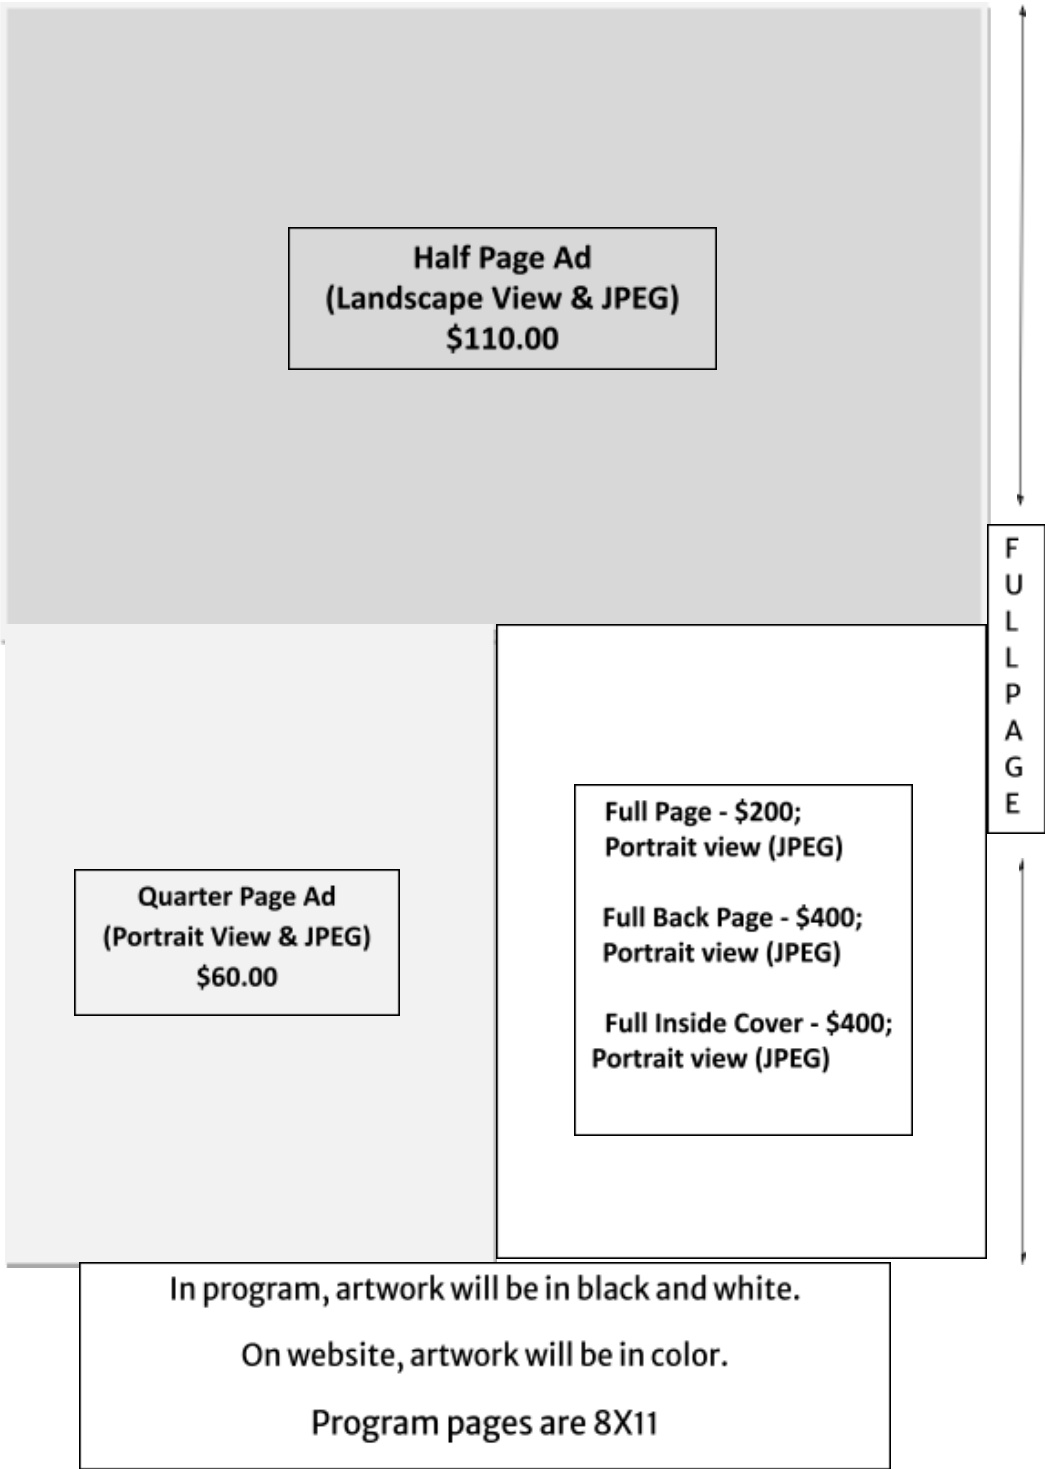 Half Page Ad
(Landscape View & JPEG)
$110.00
F
U
L
L
P
A
G
E
Quarter Page Ad
(Portrait View & JPEG)
$60.00
Full Page - $200;
Portrait view (JPEG)
Full Back Page - $400;
Portrait view (JPEG)
Full Inside Cover - $400;
Portrait view (JPEG)
In program, artwork will be in black and white.
On website, artwork will be in color.
Program pages are 8X11